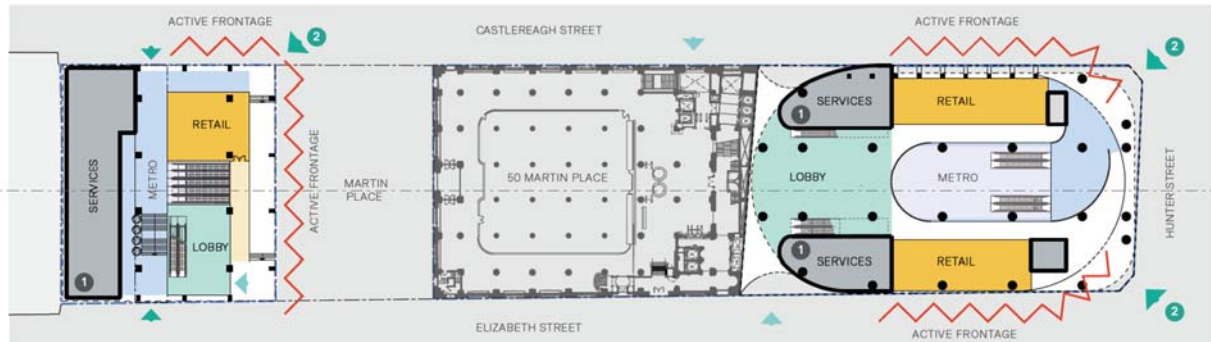 ACTIVE FRONTAGE
2
CASTLEREAGH STREET
ACTIVE FRONTAGE
2
SERVICES
METRO
RETAIL
LOBBY
1
ACTIVE FRONTAGE
MARTIN
PLACE
50 MARTIN PLACE
LOBBY
SERVICES
1
RETAIL
METRO
1
SERVICES
RETAIL
HUNTER STREET
ELIZABETH STREET
ACTIVE FRONTAGE
2